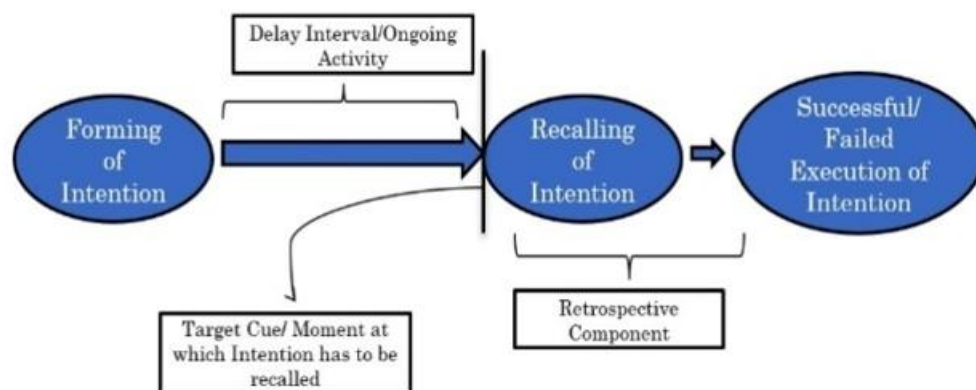 Delay Interval/Ongoing
Activity
Forming
of
Intention
Recalling
of
Intention
Successful/
Failed
Execution of
Intention
Target Cue/ Moment at
which Intention has to be
recalled
Retrospective
Component